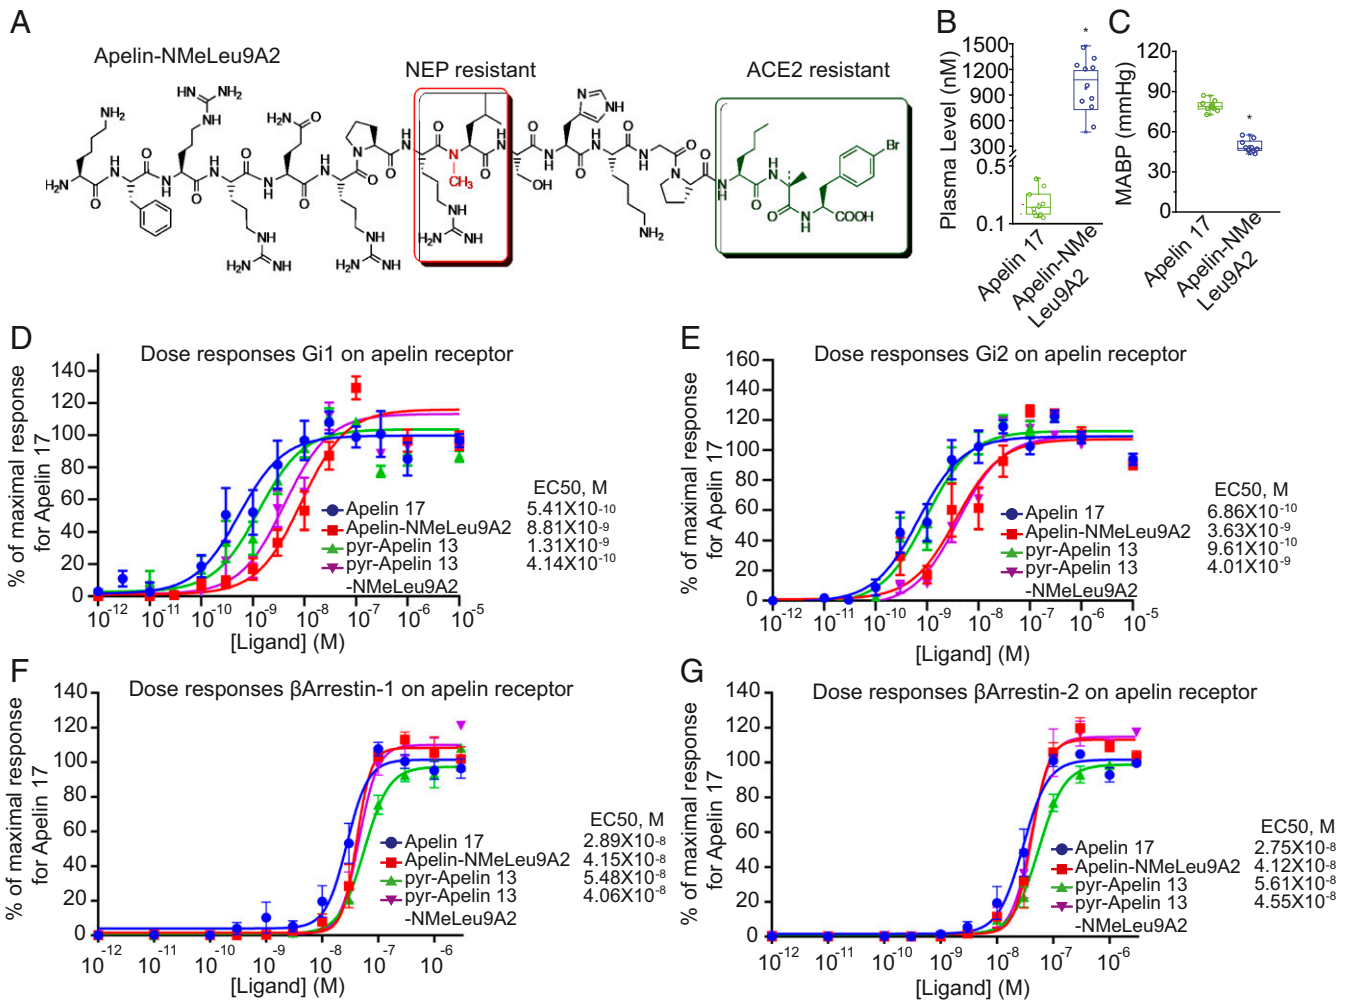 A
Apelin-NMeLeu9A2
NEP resistant
ACE2 resistant
NH₂
H₂N
O
N
H
NH
HN
NH₂
H₂N
NH
O
NH₂
N
CH₃
OH
N
NH
NH₂
Br
COOH
B
Plasma Level (nM)
1500
1200
900
600
300
0.5
0.1
Apelin 17
Apelin-NMe
Leu9A2
*
C
MABP (mmHg)
120
90
60
30
0
Apelin 17
Apelin-NMe
Leu9A2
*
D
Dose responses Gi1 on apelin receptor
% of maximal response
for Apelin 17
140
120
100
80
60
40
20
0
EC50, M
Apelin 17 5.41X10⁻¹⁰
Apelin-NMeLeu9A2 8.81X10⁻⁹
pyr-Apelin 13 1.31X10⁻⁹
pyr-Apelin 13 4.14X10⁻¹⁰
-NMeLeu9A2
10⁻¹² 10⁻¹¹ 10⁻¹⁰ 10⁻⁹ 10⁻⁸ 10⁻⁷ 10⁻⁶ 10⁻⁵
[Ligand] (M)
E
Dose responses Gi2 on apelin receptor
% of maximal response
for Apelin 17
160
140
120
100
80
60
40
20
0
EC50, M
Apelin 17 6.86X10⁻¹⁰
Apelin-NMeLeu9A2 3.63X10⁻⁹
pyr-Apelin 13 9.61X10⁻¹⁰
pyr-Apelin 13 4.01X10⁻⁹
-NMeLeu9A2
10⁻¹² 10⁻¹¹ 10⁻¹⁰ 10⁻⁹ 10⁻⁸ 10⁻⁷ 10⁻⁶ 10⁻⁵
[Ligand] (M)
F
Dose responses βArrestin-1 on apelin receptor
% of maximal response
for Apelin 17
140
120
100
80
60
40
20
0
EC50, M
Apelin 17 2.89X10⁻⁸
Apelin-NMeLeu9A2 4.15X10⁻⁸
pyr-Apelin 13 5.48X10⁻⁸
pyr-Apelin 13 4.06X10⁻⁸
-NMeLeu9A2
10⁻¹² 10⁻¹¹ 10⁻¹⁰ 10⁻⁹ 10⁻⁸ 10⁻⁷ 10⁻⁶
[Ligand] (M)
G
Dose responses βArrestin-2 on apelin receptor
% of maximal response
for Apelin 17
140
120
100
80
60
40
20
0
EC50, M
Apelin 17 2.75X10⁻⁸
Apelin-NMeLeu9A2 4.12X10⁻⁸
pyr-Apelin 13 5.61X10⁻⁸
pyr-Apelin 13 4.55X10⁻⁸
-NMeLeu9A2
10⁻¹² 10⁻¹¹ 10⁻¹⁰ 10⁻⁹ 10⁻⁸ 10⁻⁷ 10⁻⁶
[Ligand] (M)